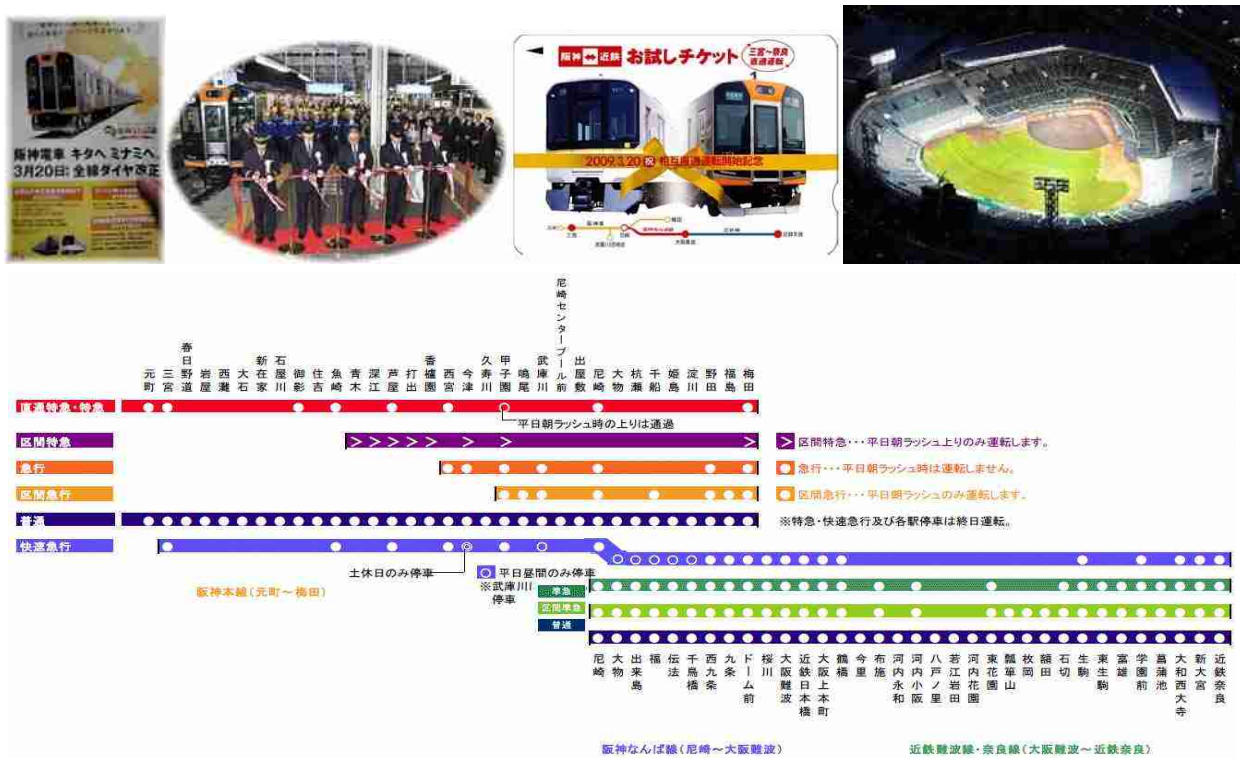 阪神電車 キタへ ミナミへ
3月20日:全線ダイヤ改正
阪神⇔近鉄 お試しチケット
三宮〜奈良
直通運転
2009.3.20 祝 相互直通運転開始記念
元町
三宮
春日野道
岩屋
西灘
大石
新在家
石屋川
御影
住吉
魚崎
青木
深江
芦屋
打出
香櫨園
西宮
今津
久寿川
甲子園
鳴尾
武庫川
尼崎センタープール前
出屋敷
尼崎
大物
杭瀬
千船
姫島
淀川
野田
福島
梅田
直通特急・特急
平日朝ラッシュ時の上りは通過
区間特急
区間特急・・・平日朝ラッシュ上りのみ運転します。
急行
急行・・・平日朝ラッシュ時は運転しません。
区間急行
区間急行・・・平日朝ラッシュのみ運転します。
普通
※特急・快速急行及び各駅停車は終日運転。
快速急行
土休日のみ停車
平日昼間のみ停車
※武庫川
停車
阪神本線(元町〜梅田)
準急
区間準急
普通
尼崎
大物
出来島
福
伝法
千鳥橋
西九条
九条
ドーム前
桜川
大阪難波
近鉄日本橋
大阪上本町
鶴橋
今里
布施
河内永和
河内小阪
八戸ノ里
若江岩田
河内花園
東花園
瓢箪山
枚岡
額田
石切
生駒
東生駒
富雄
学園前
菖蒲池
大和西大寺
新大宮
近鉄奈良
阪神なんば線(尼崎〜大阪難波)
近鉄難波線・奈良線(大阪難波〜近鉄奈良)